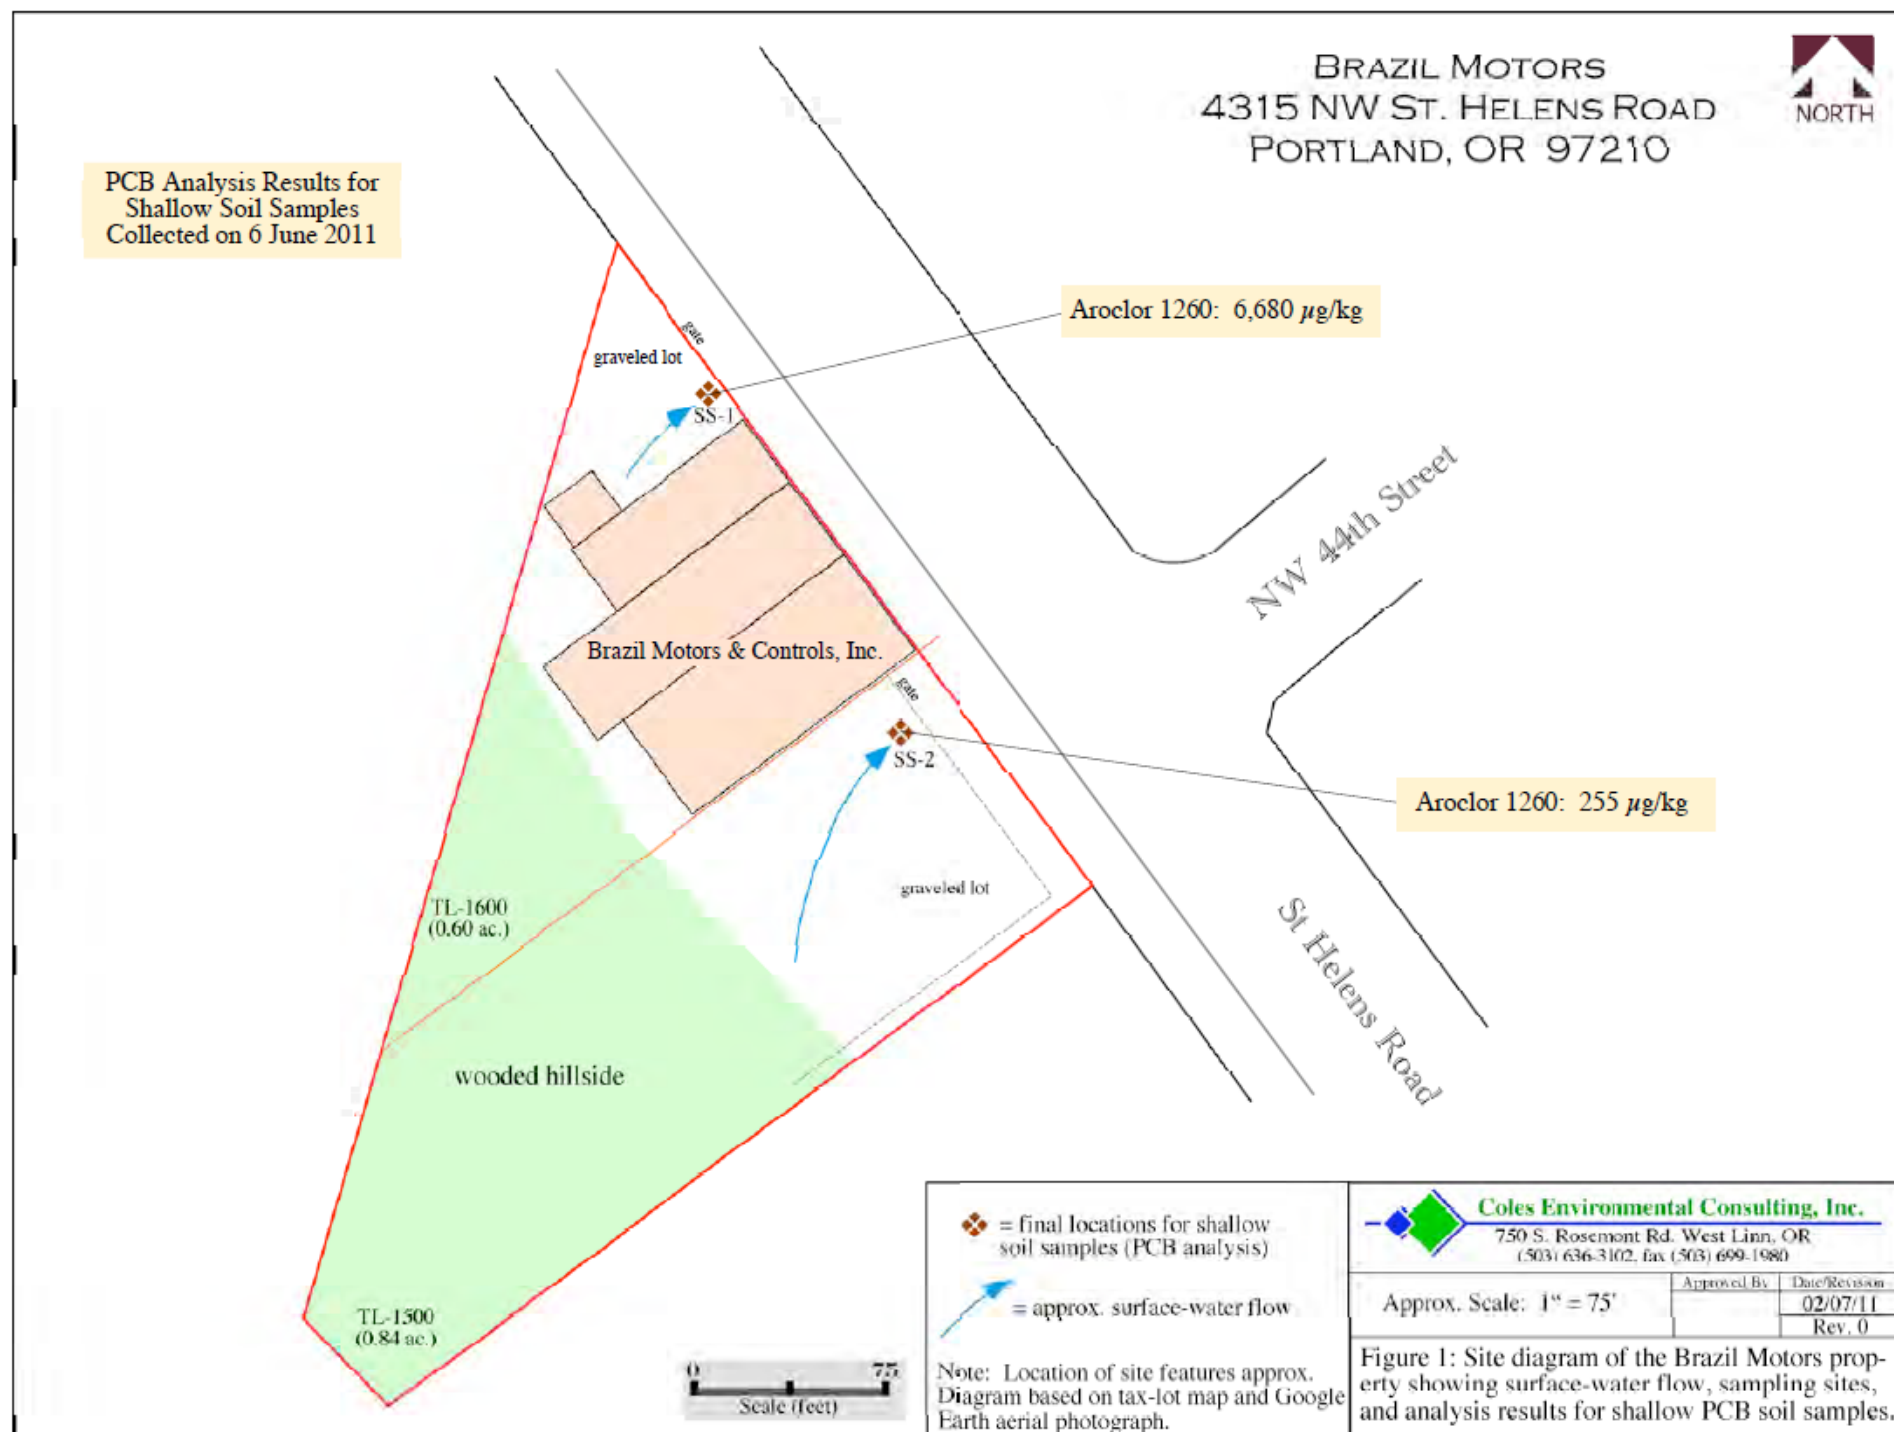 BRAZIL MOTORS
4315 NW ST. HELENS ROAD
PORTLAND, OR 97210
NORTH
PCB Analysis Results for
Shallow Soil Samples
Collected on 6 June 2011
Aroclor 1260: 6,680 µg/kg
gate
graveled lot
SS-1
NW 44th Street
Brazil Motors & Controls, Inc.
gate
SS-2
Aroclor 1260: 255 µg/kg
graveled lot
TL-1600
(0.60 ac.)
St Helens Road
wooded hillside
TL-1500
(0.84 ac.)
0 75
Scale (feet)
= final locations for shallow
soil samples (PCB analysis)
= approx. surface-water flow
Note: Location of site features approx.
Diagram based on tax-lot map and Google
Earth aerial photograph.
Coles Environmental Consulting, Inc.
750 S. Rosemont Rd. West Linn, OR
(503) 636-3102, fax (503) 699-1980
Approx. Scale: 1" = 75'
Approved By
Date/Revision
02/07/11
Rev. 0
Figure 1: Site diagram of the Brazil Motors prop-
erty showing surface-water flow, sampling sites,
and analysis results for shallow PCB soil samples.